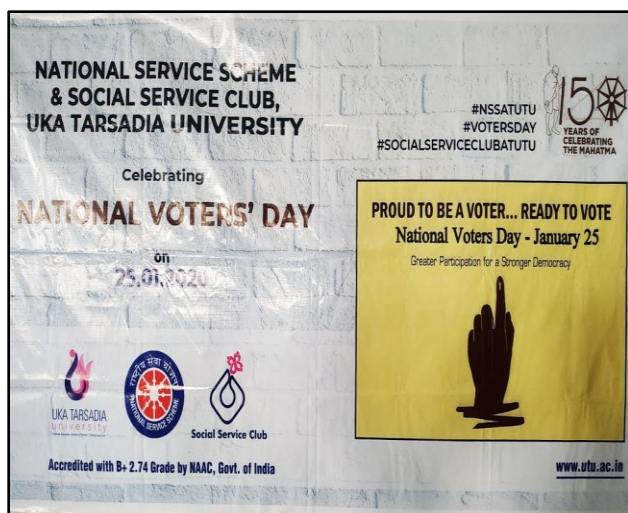 NATIONAL SERVICE SCHEME
& SOCIAL SERVICE CLUB,
UKA TARSADIA UNIVERSITY
Celebrating
NATIONAL VOTERS' DAY
on
25.01.2020
#NSSATUTU
#VOTERSDAY
#SOCIALSERVICECLUBATUTU
150
YEARS OF
CELEBRATING
THE MAHATMA
PROUD TO BE A VOTER... READY TO VOTE
National Voters Day - January 25
Greater Participation for a Stronger Democracy
UKA TARSADIA
university
राष्ट्रीय सेवा योजना
NATIONAL SERVICE SCHEME
Social Service Club
Accredited with B+ 2.74 Grade by NAAC, Govt. of India
www.utu.ac.in